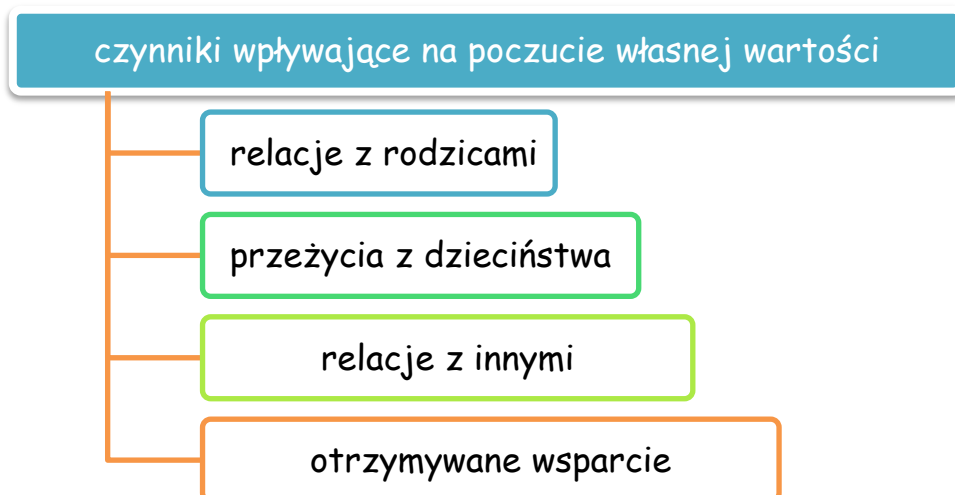 czynniki wpływające na poczucie własnej wartości
relacje z rodzicami
przeżycia z dzieciństwa
relacje z innymi
otrzymywane wsparcie